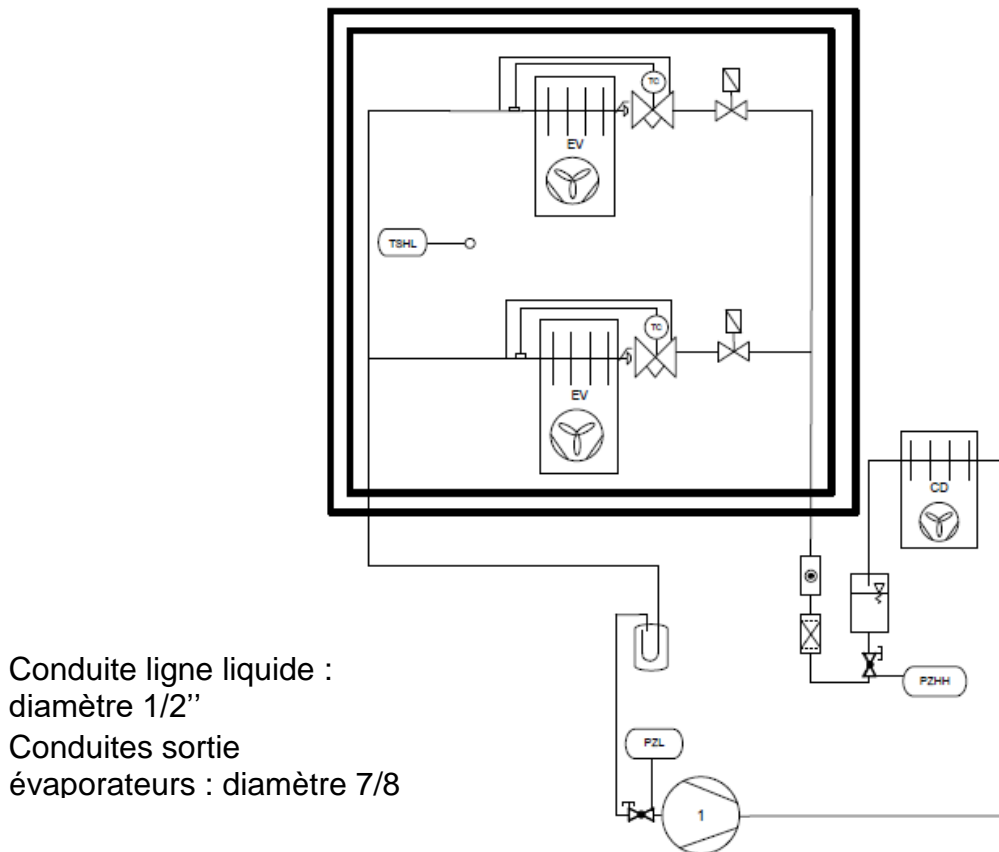 TC
EV
TSHL
TC
EV
CD
PZHH
Conduite ligne liquide :
diamètre 1/2’’
Conduites sortie
évaporateurs : diamètre 7/8
PZL
1